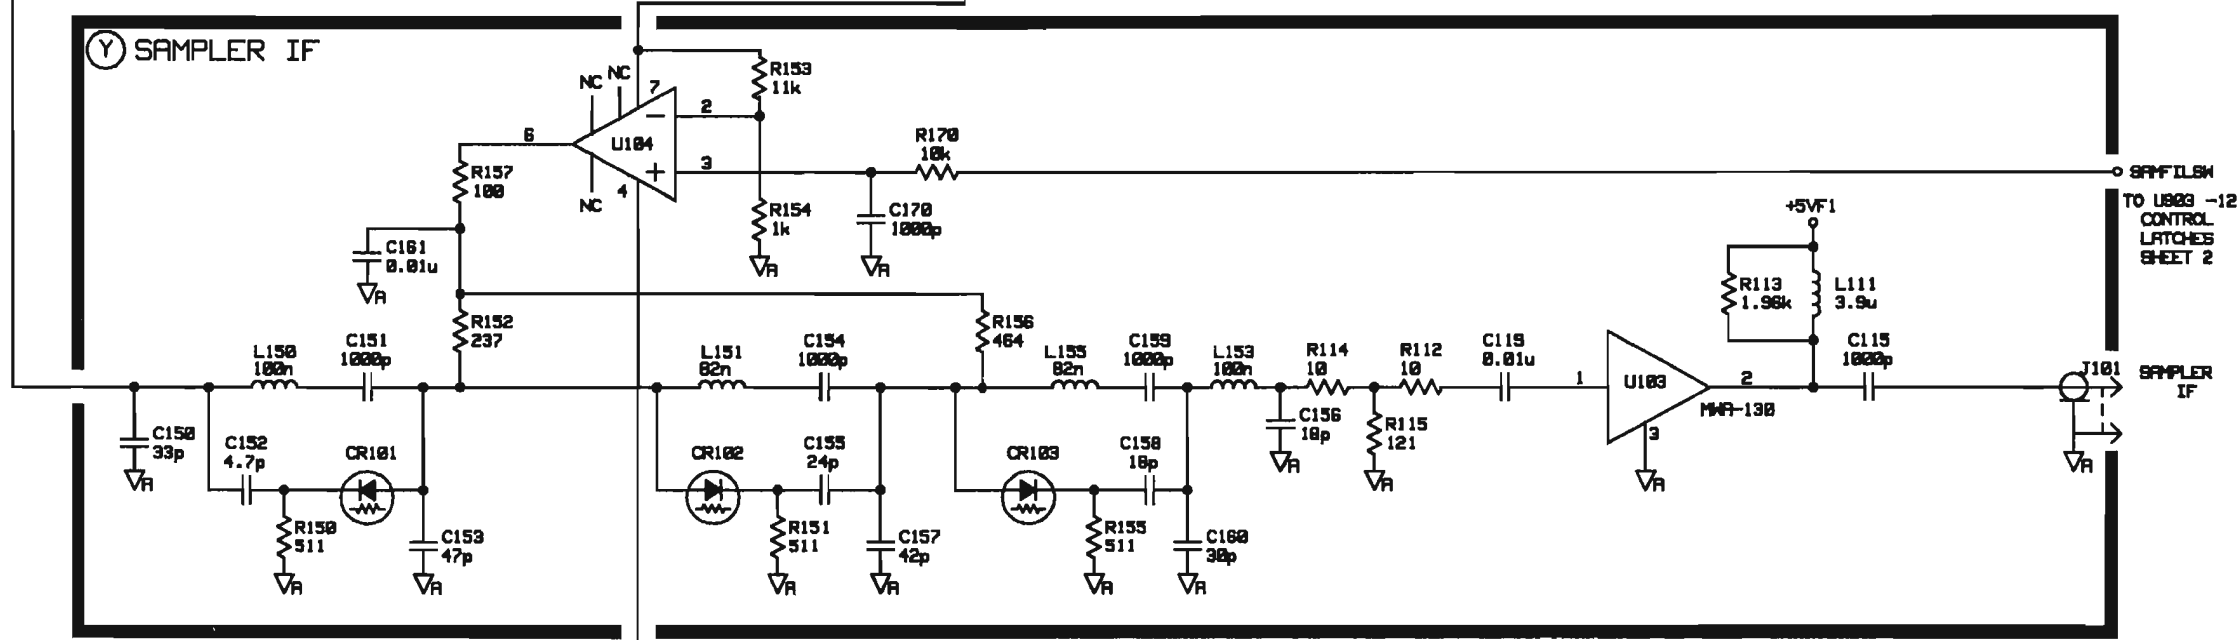 Y SAMPLER IF
NC
NC
7
R153
11k
2
6
U104
R170
10k
3
R157
100
4
NC
R154
1k
C170
1000p
SAMFILSW
TO U903 -12
CONTROL
LATCHES
SHEET 2
+5VF1
C161
0.01u
A
A
A
R113
1.96k
L111
3.9u
R152
237
R156
464
L150
100n
C151
1000p
L151
82n
C154
1000p
L155
82n
C159
1000p
L153
100n
R114
10
R112
10
C119
0.01u
1
U103
2
MWA-130
3
C115
1000p
J101
SAMPLER
IF
C150
33p
A
C152
4.7p
CR101
CR102
C155
24p
CR103
C158
18p
C156
18p
A
R115
121
A
A
A
R150
511
A
C153
47p
A
R151
511
A
C157
42p
A
R155
511
A
C160
30p
A